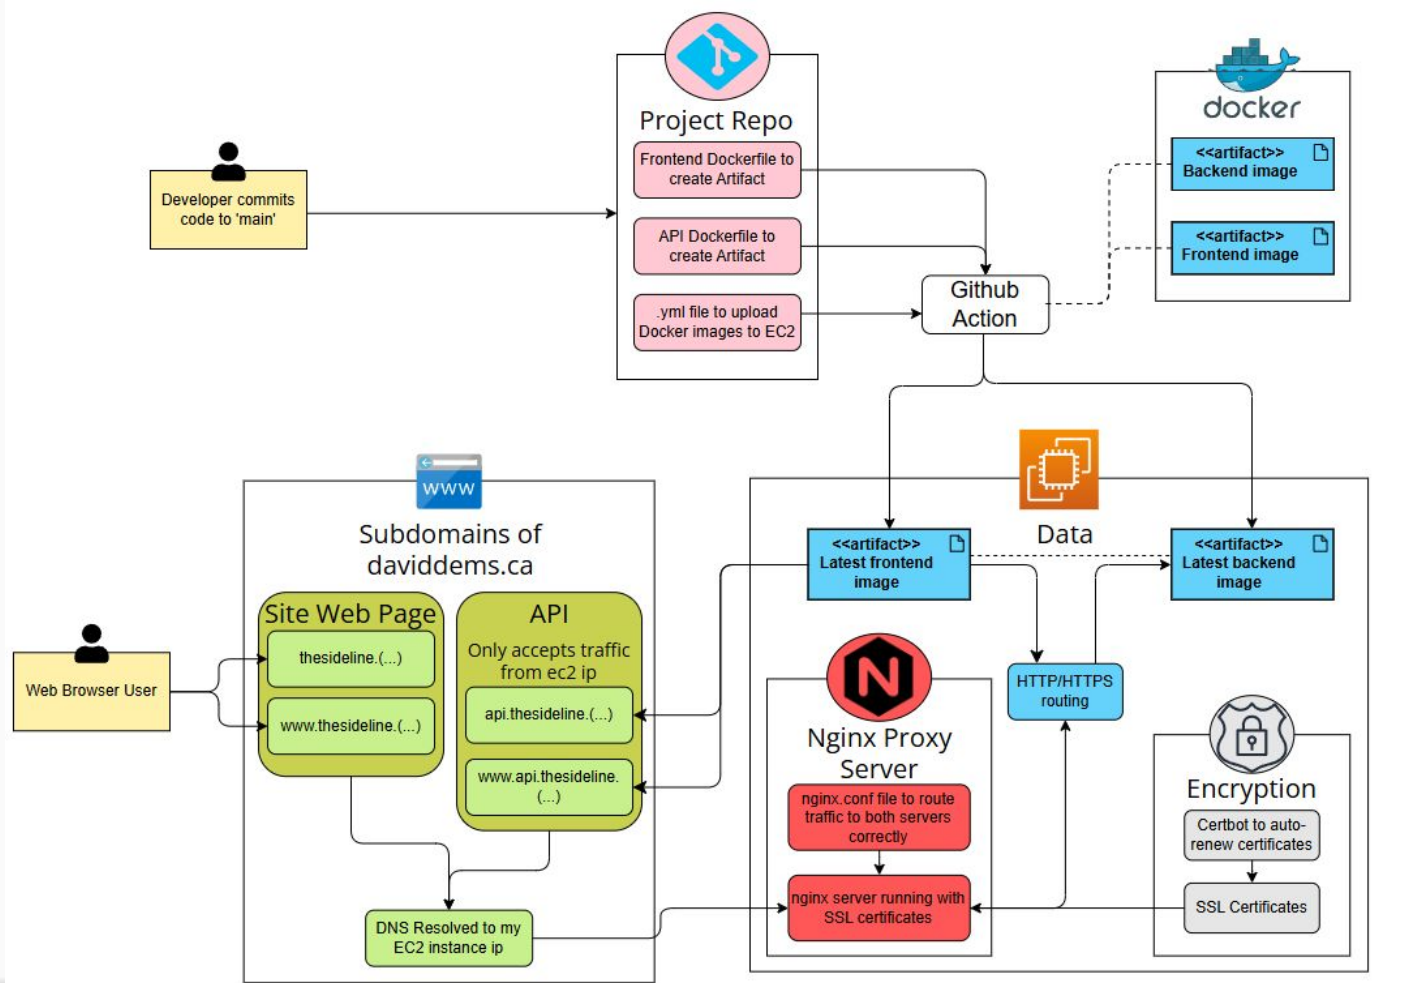 Project Repo
Frontend Dockerfile to
create Artifact
API Dockerfile to
create Artifact
.yml file to upload
Docker images to EC2
Developer commits
code to 'main'
Github
Action
docker
<<artifact>>
Backend image
<<artifact>>
Frontend image
www
Subdomains of
daviddems.ca
Site Web Page
thesideline.(...)
www.thesideline.(...)
API
Only accepts traffic
from ec2 ip
api.thesideline.(...)
www.api.thesideline.
(...)
Web Browser User
DNS Resolved to my
EC2 instance ip
Data
<<artifact>>
Latest frontend
image
<<artifact>>
Latest backend
image
HTTP/HTTPS
routing
N
Nginx Proxy
Server
nginx.conf file to route
traffic to both servers
correctly
nginx server running with
SSL certificates
Encryption
Certbot to auto-
renew certificates
SSL Certificates